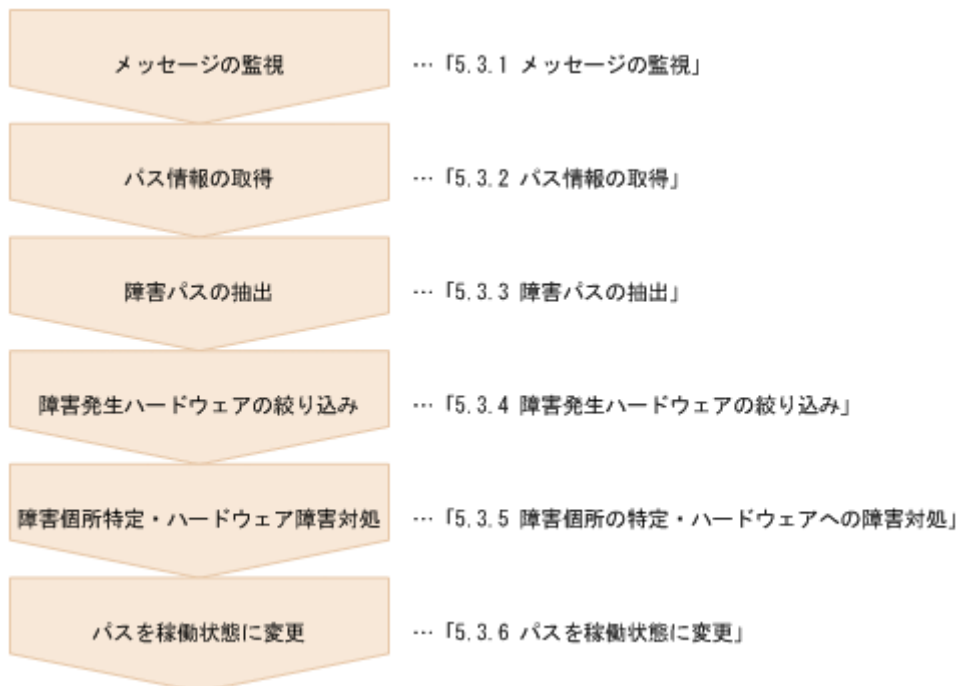 メッセージの監視 … 「5.3.1 メッセージの監視」
パス情報の取得 … 「5.3.2 パス情報の取得」
障害パスの抽出 … 「5.3.3 障害パスの抽出」
障害発生ハードウェアの絞り込み … 「5.3.4 障害発生ハードウェアの絞り込み」
障害個所特定・ハードウェア障害対処 … 「5.3.5 障害個所の特定・ハードウェアへの障害対処」
パスを稼働状態に変更 … 「5.3.6 パスを稼働状態に変更」